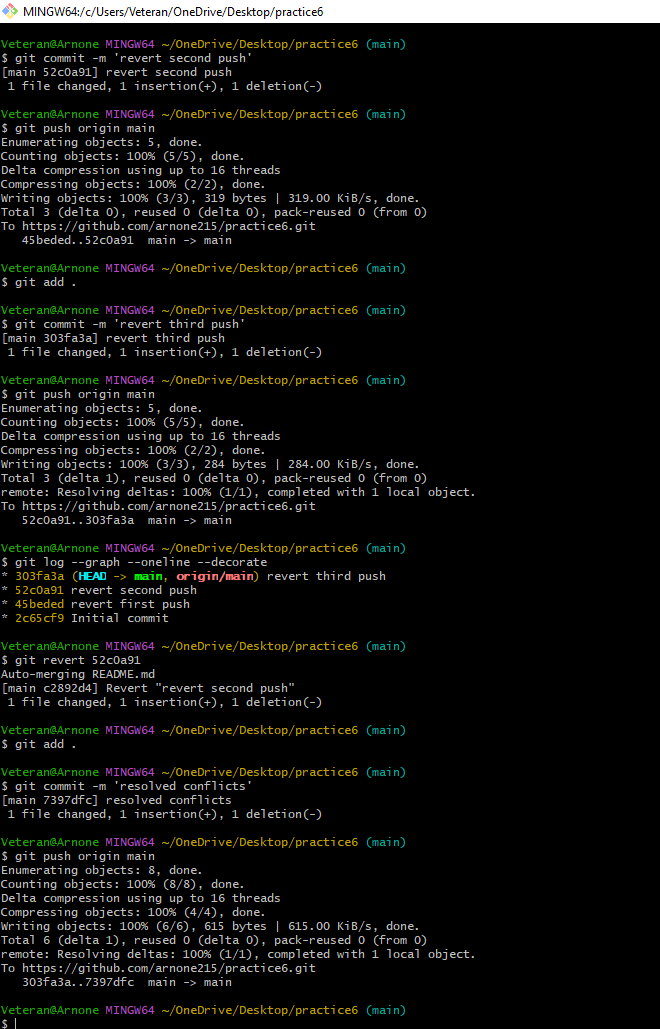 MINGW64:/c/Users/Veteran/OneDrive/Desktop/practice6
Veteran@Arnone MINGW64 ~/OneDrive/Desktop/practice6 (main)
$ git commit -m 'revert second push'
[main 52c0a91] revert second push
 1 file changed, 1 insertion(+), 1 deletion(-)
Veteran@Arnone MINGW64 ~/OneDrive/Desktop/practice6 (main)
$ git push origin main
Enumerating objects: 5, done.
Counting objects: 100% (5/5), done.
Delta compression using up to 16 threads
Compressing objects: 100% (2/2), done.
Writing objects: 100% (3/3), 319 bytes | 319.00 KiB/s, done.
Total 3 (delta 0), reused 0 (delta 0), pack-reused 0 (from 0)
To https://github.com/arnone215/practice6.git
   45beded..52c0a91  main -> main
Veteran@Arnone MINGW64 ~/OneDrive/Desktop/practice6 (main)
$ git add .
Veteran@Arnone MINGW64 ~/OneDrive/Desktop/practice6 (main)
$ git commit -m 'revert third push'
[main 303fa3a] revert third push
 1 file changed, 1 insertion(+), 1 deletion(-)
Veteran@Arnone MINGW64 ~/OneDrive/Desktop/practice6 (main)
$ git push origin main
Enumerating objects: 5, done.
Counting objects: 100% (5/5), done.
Delta compression using up to 16 threads
Compressing objects: 100% (2/2), done.
Writing objects: 100% (3/3), 284 bytes | 284.00 KiB/s, done.
Total 3 (delta 1), reused 0 (delta 0), pack-reused 0 (from 0)
remote: Resolving deltas: 100% (1/1), completed with 1 local object.
To https://github.com/arnone215/practice6.git
   52c0a91..303fa3a  main -> main
Veteran@Arnone MINGW64 ~/OneDrive/Desktop/practice6 (main)
$ git log --graph --oneline --decorate
* 303fa3a (HEAD -> main, origin/main) revert third push
* 52c0a91 revert second push
* 45beded revert first push
* 2c65cf9 Initial commit
Veteran@Arnone MINGW64 ~/OneDrive/Desktop/practice6 (main)
$ git revert 52c0a91
Auto-merging README.md
[main c2892d4] Revert "revert second push"
 1 file changed, 1 insertion(+), 1 deletion(-)
Veteran@Arnone MINGW64 ~/OneDrive/Desktop/practice6 (main)
$ git add .
Veteran@Arnone MINGW64 ~/OneDrive/Desktop/practice6 (main)
$ git commit -m 'resolved conflicts'
[main 7397dfc] resolved conflicts
 1 file changed, 1 insertion(+), 1 deletion(-)
Veteran@Arnone MINGW64 ~/OneDrive/Desktop/practice6 (main)
$ git push origin main
Enumerating objects: 8, done.
Counting objects: 100% (8/8), done.
Delta compression using up to 16 threads
Compressing objects: 100% (4/4), done.
Writing objects: 100% (6/6), 615 bytes | 615.00 KiB/s, done.
Total 6 (delta 1), reused 0 (delta 0), pack-reused 0 (from 0)
remote: Resolving deltas: 100% (1/1), completed with 1 local object.
To https://github.com/arnone215/practice6.git
   303fa3a..7397dfc  main -> main
Veteran@Arnone MINGW64 ~/OneDrive/Desktop/practice6 (main)
$